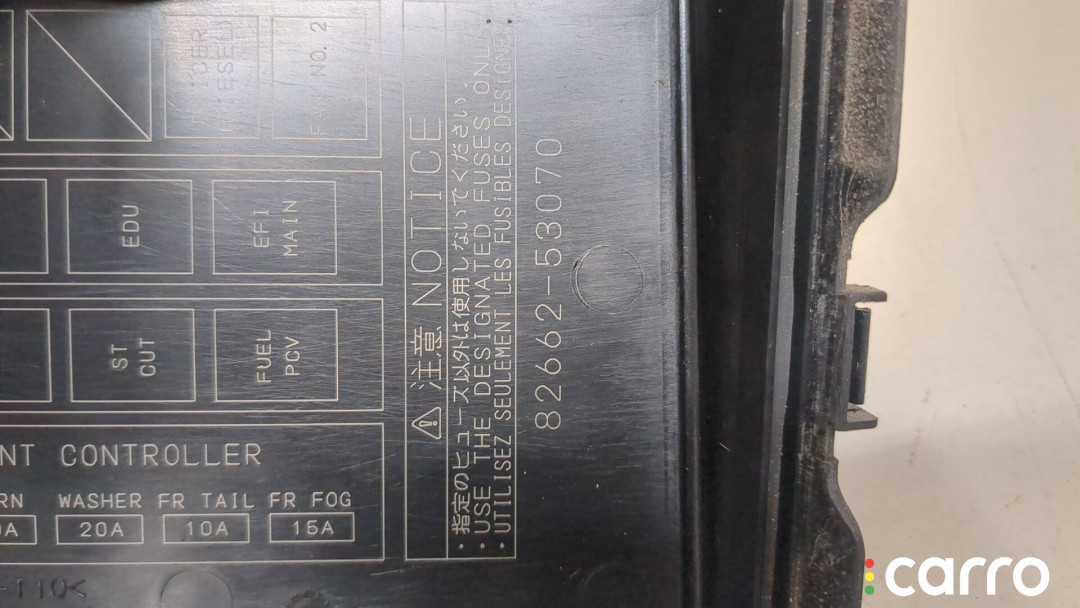 FAN NO. 2
EDU
EFI
MAIN
ST
CUT
FUEL
PCV
NT CONTROLLER
RN WASHER FR TAIL FR FOG
A 20A 10A 15A
-T10<
⚠ 注意 NOTICE
・指定のヒューズ以外は使用しないでください.
・USE THE DESIGNATED FUSES ONLY.
・UTILISEZ SEULEMENT LES FUSIBLES DESIGNES.
82662-53070
carro